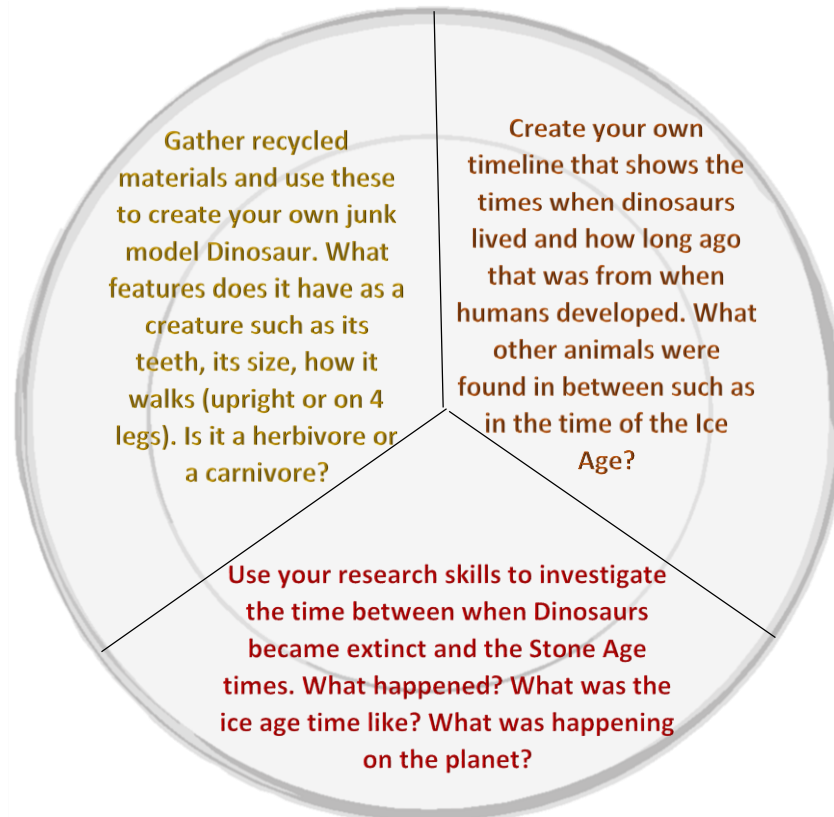 Gather recycled
materials and use these
to create your own junk
model Dinosaur. What
features does it have as a
creature such as its
teeth, its size, how it
walks (upright or on 4
legs). Is it a herbivore or
a carnivore?
Create your own
timeline that shows the
times when dinosaurs
lived and how long ago
that was from when
humans developed. What
other animals were
found in between such as
in the time of the Ice
Age?
Use your research skills to investigate
the time between when Dinosaurs
became extinct and the Stone Age
times. What happened? What was the
ice age time like? What was happening
on the planet?